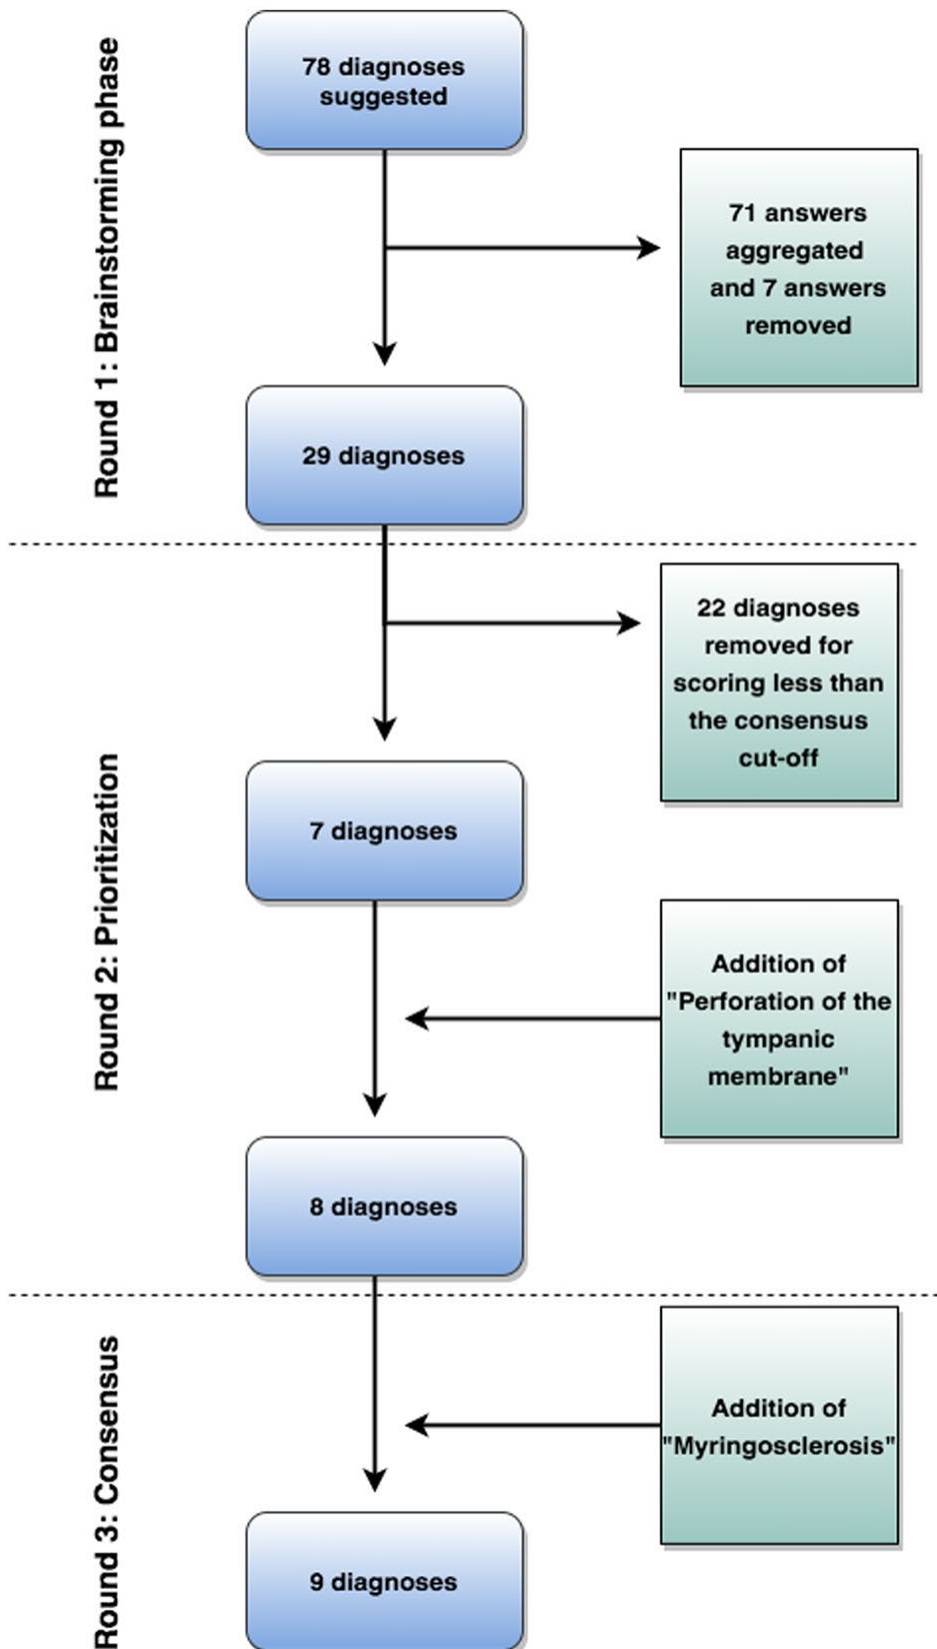 Round 1: Brainstorming phase
78 diagnoses
suggested
71 answers
aggregated
and 7 answers
removed
29 diagnoses
Round 2: Prioritization
22 diagnoses
removed for
scoring less than
the consensus
cut-off
7 diagnoses
Addition of
"Perforation of the
tympanic
membrane"
8 diagnoses
Round 3: Consensus
Addition of
"Myringosclerosis"
9 diagnoses